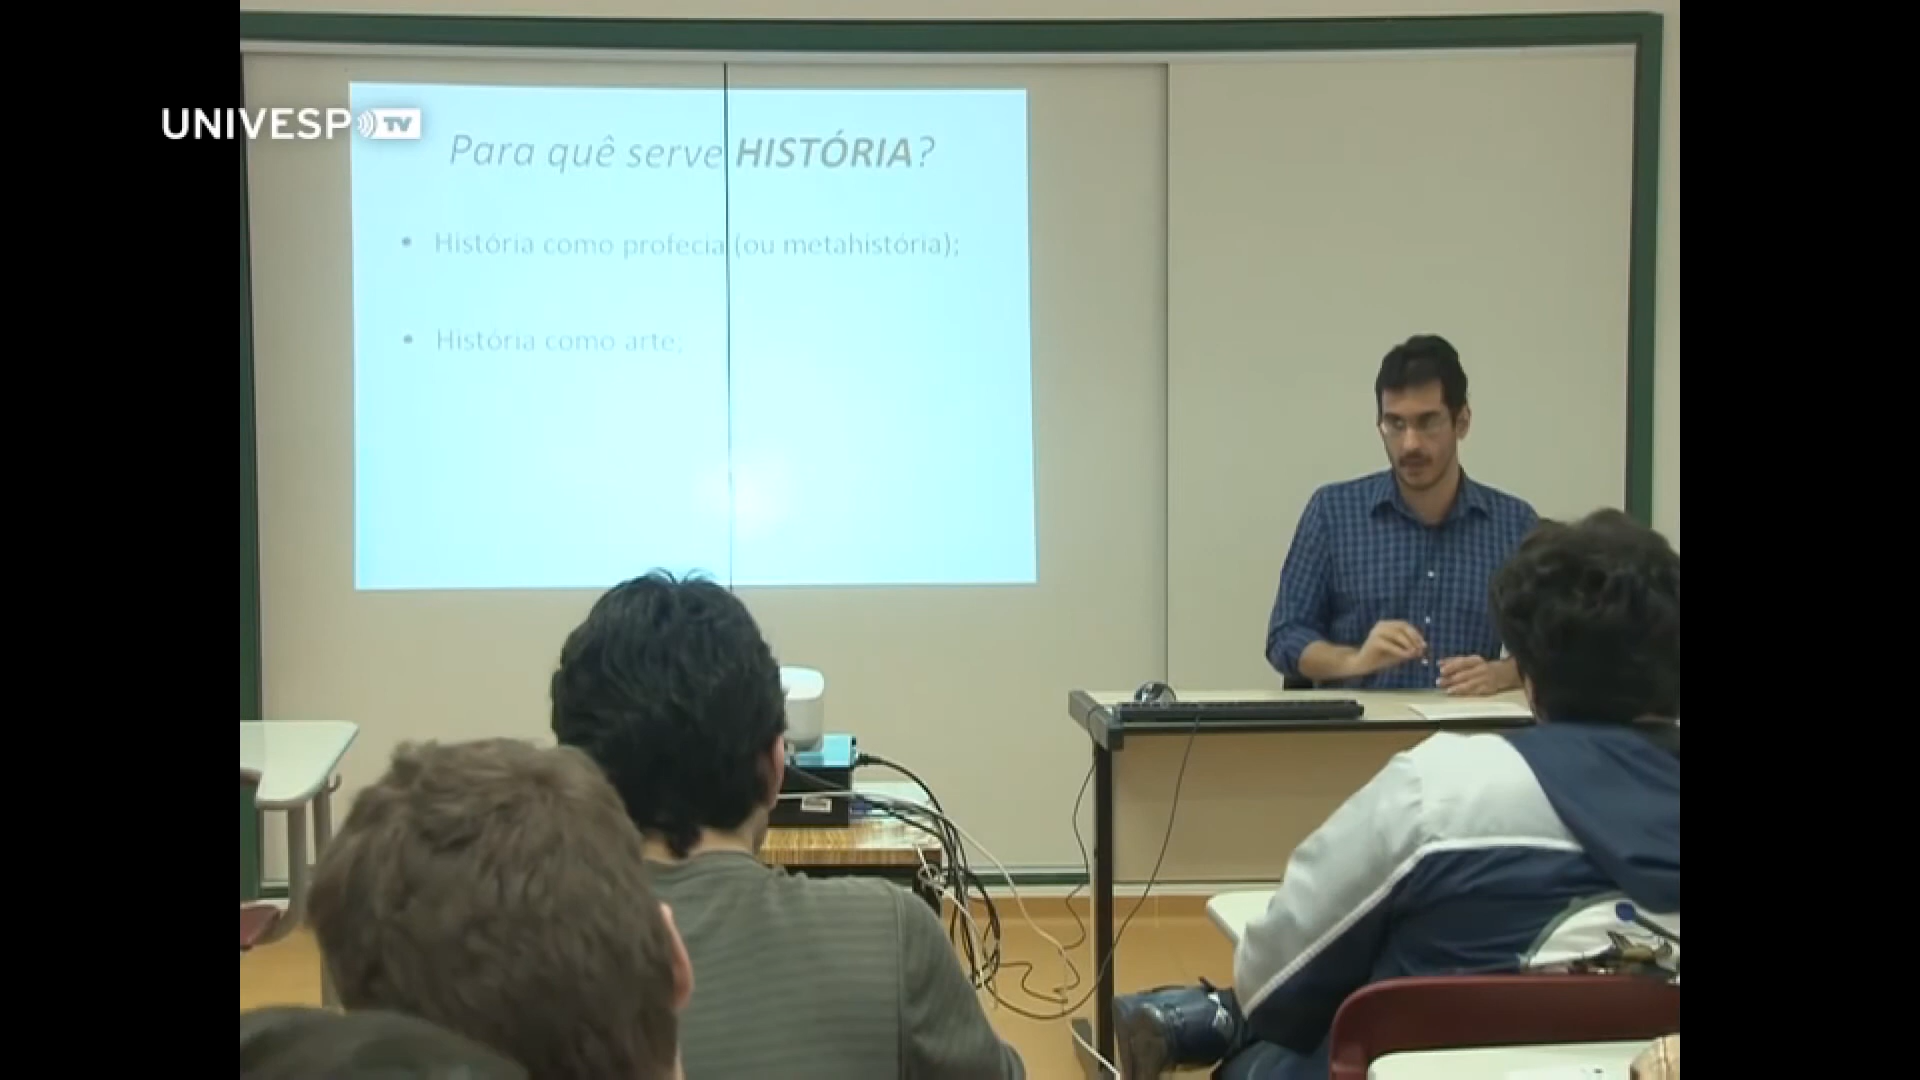 UNIVESP TV
Para quê serve HISTÓRIA?
• História como profecia (ou metahistória);
• História como arte;